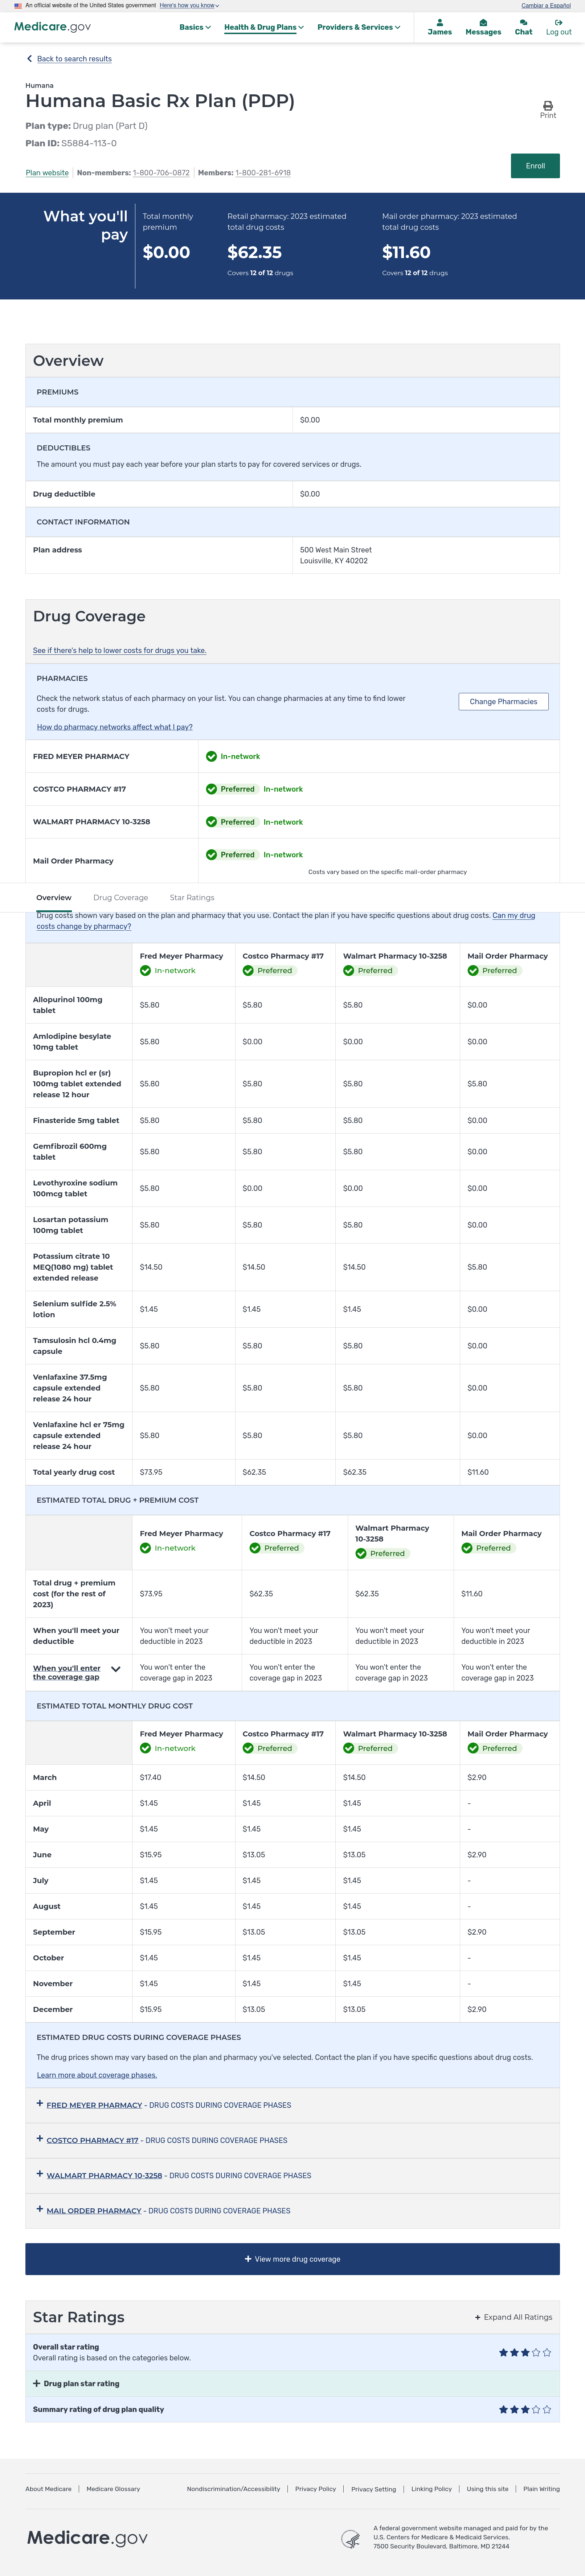 An official website of the United States government Here's how you know
Cambiar a Español
Medicare.gov
Basics
Health & Drug Plans
Providers & Services
James
Messages
Chat
Log out
Back to search results
Humana
Humana Basic Rx Plan (PDP)
Print
Plan type: Drug plan (Part D)
Plan ID: S5884-113-0
Enroll
Plan website Non-members: 1-800-706-0872 Members: 1-800-281-6918
What you'll
pay
Total monthly
premium
$0.00
Retail pharmacy: 2023 estimated
total drug costs
$62.35
Covers 12 of 12 drugs
Mail order pharmacy: 2023 estimated
total drug costs
$11.60
Covers 12 of 12 drugs
Overview
PREMIUMS
Total monthly premium $0.00
DEDUCTIBLES
The amount you must pay each year before your plan starts to pay for covered services or drugs.
Drug deductible $0.00
CONTACT INFORMATION
Plan address 500 West Main Street
Louisville, KY 40202
Drug Coverage
See if there's help to lower costs for drugs you take.
PHARMACIES
Check the network status of each pharmacy on your list. You can change pharmacies at any time to find lower
costs for drugs.
Change Pharmacies
How do pharmacy networks affect what I pay?
FRED MEYER PHARMACY In-network
COSTCO PHARMACY #17 Preferred In-network
WALMART PHARMACY 10-3258 Preferred In-network
Mail Order Pharmacy Preferred In-network
Costs vary based on the specific mail-order pharmacy
Overview Drug Coverage Star Ratings
Drug costs shown vary based on the plan and pharmacy that you use. Contact the plan if you have specific questions about drug costs. Can my drug
costs change by pharmacy?
Fred Meyer Pharmacy Costco Pharmacy #17 Walmart Pharmacy 10-3258 Mail Order Pharmacy
In-network Preferred Preferred Preferred
Allopurinol 100mg
tablet
$5.80 $5.80 $5.80 $0.00
Amlodipine besylate
10mg tablet
$5.80 $0.00 $0.00 $0.00
Bupropion hcl er (sr)
100mg tablet extended
release 12 hour
$5.80 $5.80 $5.80 $5.80
Finasteride 5mg tablet $5.80 $5.80 $5.80 $0.00
Gemfibrozil 600mg
tablet
$5.80 $5.80 $5.80 $0.00
Levothyroxine sodium
100mcg tablet
$5.80 $0.00 $0.00 $0.00
Losartan potassium
100mg tablet
$5.80 $5.80 $5.80 $0.00
Potassium citrate 10
MEQ(1080 mg) tablet
extended release
$14.50 $14.50 $14.50 $5.80
Selenium sulfide 2.5%
lotion
$1.45 $1.45 $1.45 $0.00
Tamsulosin hcl 0.4mg
capsule
$5.80 $5.80 $5.80 $0.00
Venlafaxine 37.5mg
capsule extended
release 24 hour
$5.80 $5.80 $5.80 $0.00
Venlafaxine hcl er 75mg
capsule extended
release 24 hour
$5.80 $5.80 $5.80 $0.00
Total yearly drug cost $73.95 $62.35 $62.35 $11.60
ESTIMATED TOTAL DRUG + PREMIUM COST
Fred Meyer Pharmacy Costco Pharmacy #17 Walmart Pharmacy
10-3258 Mail Order Pharmacy
In-network Preferred Preferred Preferred
Total drug + premium
cost (for the rest of
2023)
$73.95 $62.35 $62.35 $11.60
When you'll meet your
deductible
You won't meet your
deductible in 2023
You won't meet your
deductible in 2023
You won't meet your
deductible in 2023
You won't meet your
deductible in 2023
When you'll enter
the coverage gap
You won't enter the
coverage gap in 2023
You won't enter the
coverage gap in 2023
You won't enter the
coverage gap in 2023
You won't enter the
coverage gap in 2023
ESTIMATED TOTAL MONTHLY DRUG COST
Fred Meyer Pharmacy Costco Pharmacy #17 Walmart Pharmacy 10-3258 Mail Order Pharmacy
In-network Preferred Preferred Preferred
March $17.40 $14.50 $14.50 $2.90
April $1.45 $1.45 $1.45 -
May $1.45 $1.45 $1.45 -
June $15.95 $13.05 $13.05 $2.90
July $1.45 $1.45 $1.45 -
August $1.45 $1.45 $1.45 -
September $15.95 $13.05 $13.05 $2.90
October $1.45 $1.45 $1.45 -
November $1.45 $1.45 $1.45 -
December $15.95 $13.05 $13.05 $2.90
ESTIMATED DRUG COSTS DURING COVERAGE PHASES
The drug prices shown may vary based on the plan and pharmacy you've selected. Contact the plan if you have specific questions about drug costs.
Learn more about coverage phases.
+ FRED MEYER PHARMACY - DRUG COSTS DURING COVERAGE PHASES
+ COSTCO PHARMACY #17 - DRUG COSTS DURING COVERAGE PHASES
+ WALMART PHARMACY 10-3258 - DRUG COSTS DURING COVERAGE PHASES
+ MAIL ORDER PHARMACY - DRUG COSTS DURING COVERAGE PHASES
+ View more drug coverage
Star Ratings
+ Expand All Ratings
Overall star rating
Overall rating is based on the categories below.
+ Drug plan star rating
Summary rating of drug plan quality
About Medicare Medicare Glossary Nondiscrimination/Accessibility Privacy Policy Privacy Setting Linking Policy Using this site Plain Writing
Medicare.gov
A federal government website managed and paid for by the
U.S. Centers for Medicare & Medicaid Services.
7500 Security Boulevard, Baltimore, MD 21244